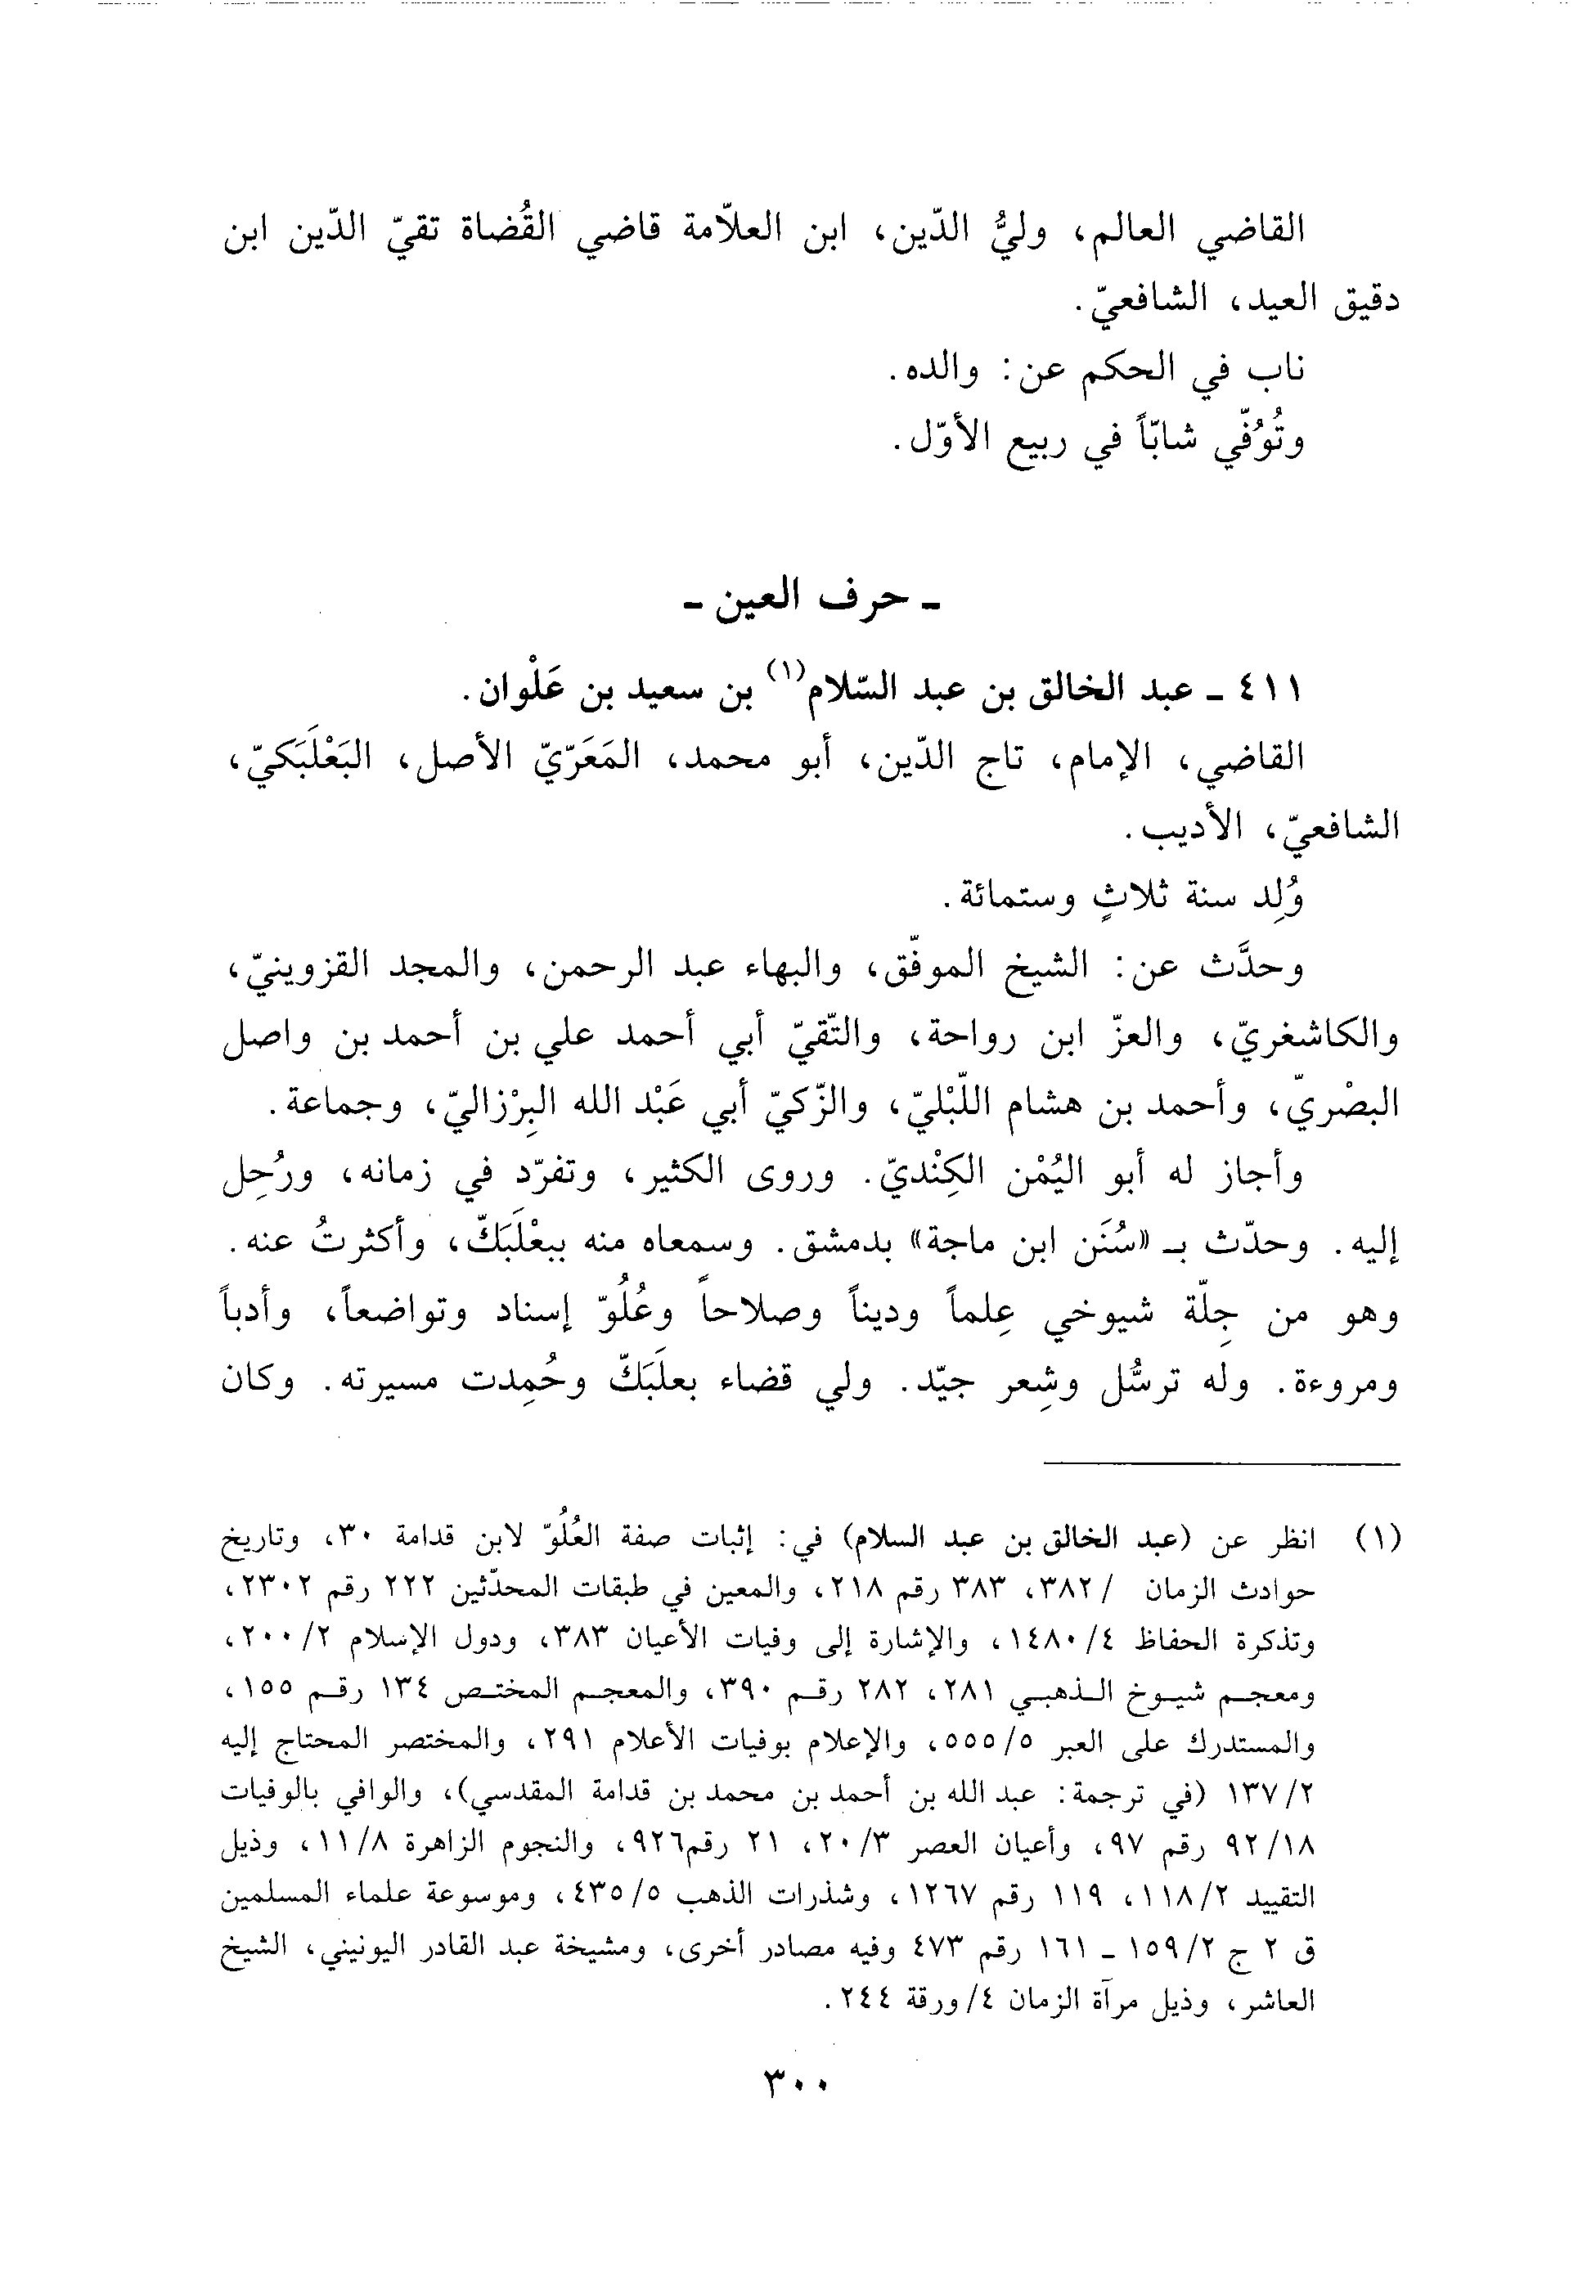 القاضي العالم، وليُّ الدّين، ابن العلاّمة قاضي القُضاة تقيّ الدّين ابن
دقيق العيد، الشافعيّ.
ناب في الحكم عن: والده.
وتُوُفّي شابّاً في ربيع الأوّل.
ـ حرف العين ـ
٤١١ ـ عبد الخالق بن عبد السّلام(١) بن سعيد بن عَلْوان.
القاضي، الإمام، تاج الدّين، أبو محمد، المَعَرّيّ الأصل، البَعْلَبَكيّ،
الشافعيّ، الأديب.
وُلِد سنة ثلاثٍ وستمائة.
وحدَّث عن: الشيخ الموفّق، والبهاء عبد الرحمن، والمجد القزوينيّ،
والكاشغريّ، والعزّ ابن رواحة، والتّقيّ أبي أحمد علي بن أحمد بن واصل
البصْريّ، وأحمد بن هشام اللّبْليّ، والزّكيّ أبي عَبْد الله البِرْزاليّ، وجماعة.
وأجاز له أبو اليُمْن الكِنْديّ. وروى الكثير، وتفرّد في زمانه، ورُحِل
إليه. وحدّث بـ «سُنَن ابن ماجة» بدمشق. وسمعاه منه ببعْلَبَكّ، وأكثرتُ عنه.
وهو من جِلّة شيوخي عِلماً وديناً وصلاحاً وعُلُوّ إسناد وتواضعاً، وأدباً
ومروءة. وله ترسُّل وشِعر جيّد. ولي قضاء بعلَبَكّ وحُمِدت مسيرته. وكان
(١) انظر عن (عبد الخالق بن عبد السلام) في: إثبات صفة العُلُوّ لابن قدامة ٣٠، وتاريخ
حوادث الزمان /٣٨٢، ٣٨٣ رقم ٢١٨، والمعين في طبقات المحدّثين ٢٢٢ رقم ٢٣٠٢،
وتذكرة الحفاظ ١٤٨٠/٤، والإشارة إلى وفيات الأعيان ٣٨٣، ودول الإسلام ٢٠٠/٢،
ومعجم شيوخ الذهبي ٢٨١، ٢٨٢ رقم ٣٩٠، والمعجم المختص ١٣٤ رقم ١٥٥،
والمستدرك على العبر ٥٥٥/٥، والإعلام بوفيات الأعلام ٢٩١، والمختصر المحتاج إليه
١٣٧/٢ (في ترجمة: عبد الله بن أحمد بن محمد بن قدامة المقدسي)، والوافي بالوفيات
٩٢/١٨ رقم ٩٧، وأعيان العصر ٢٠/٣، ٢١ رقم٩٢٦، والنجوم الزاهرة ١١/٨، وذيل
التقييد ١١٨/٢، ١١٩ رقم ١٢٦٧، وشذرات الذهب ٤٣٥/٥، وموسوعة علماء المسلمين
ق ٢ ج ١٥٩/٢ ـ ١٦١ رقم ٤٧٣ وفيه مصادر أخرى، ومشيخة عبد القادر اليونيني، الشيخ
العاشر، وذيل مرآة الزمان ٤/ورقة ٢٤٤.
٣٠٠